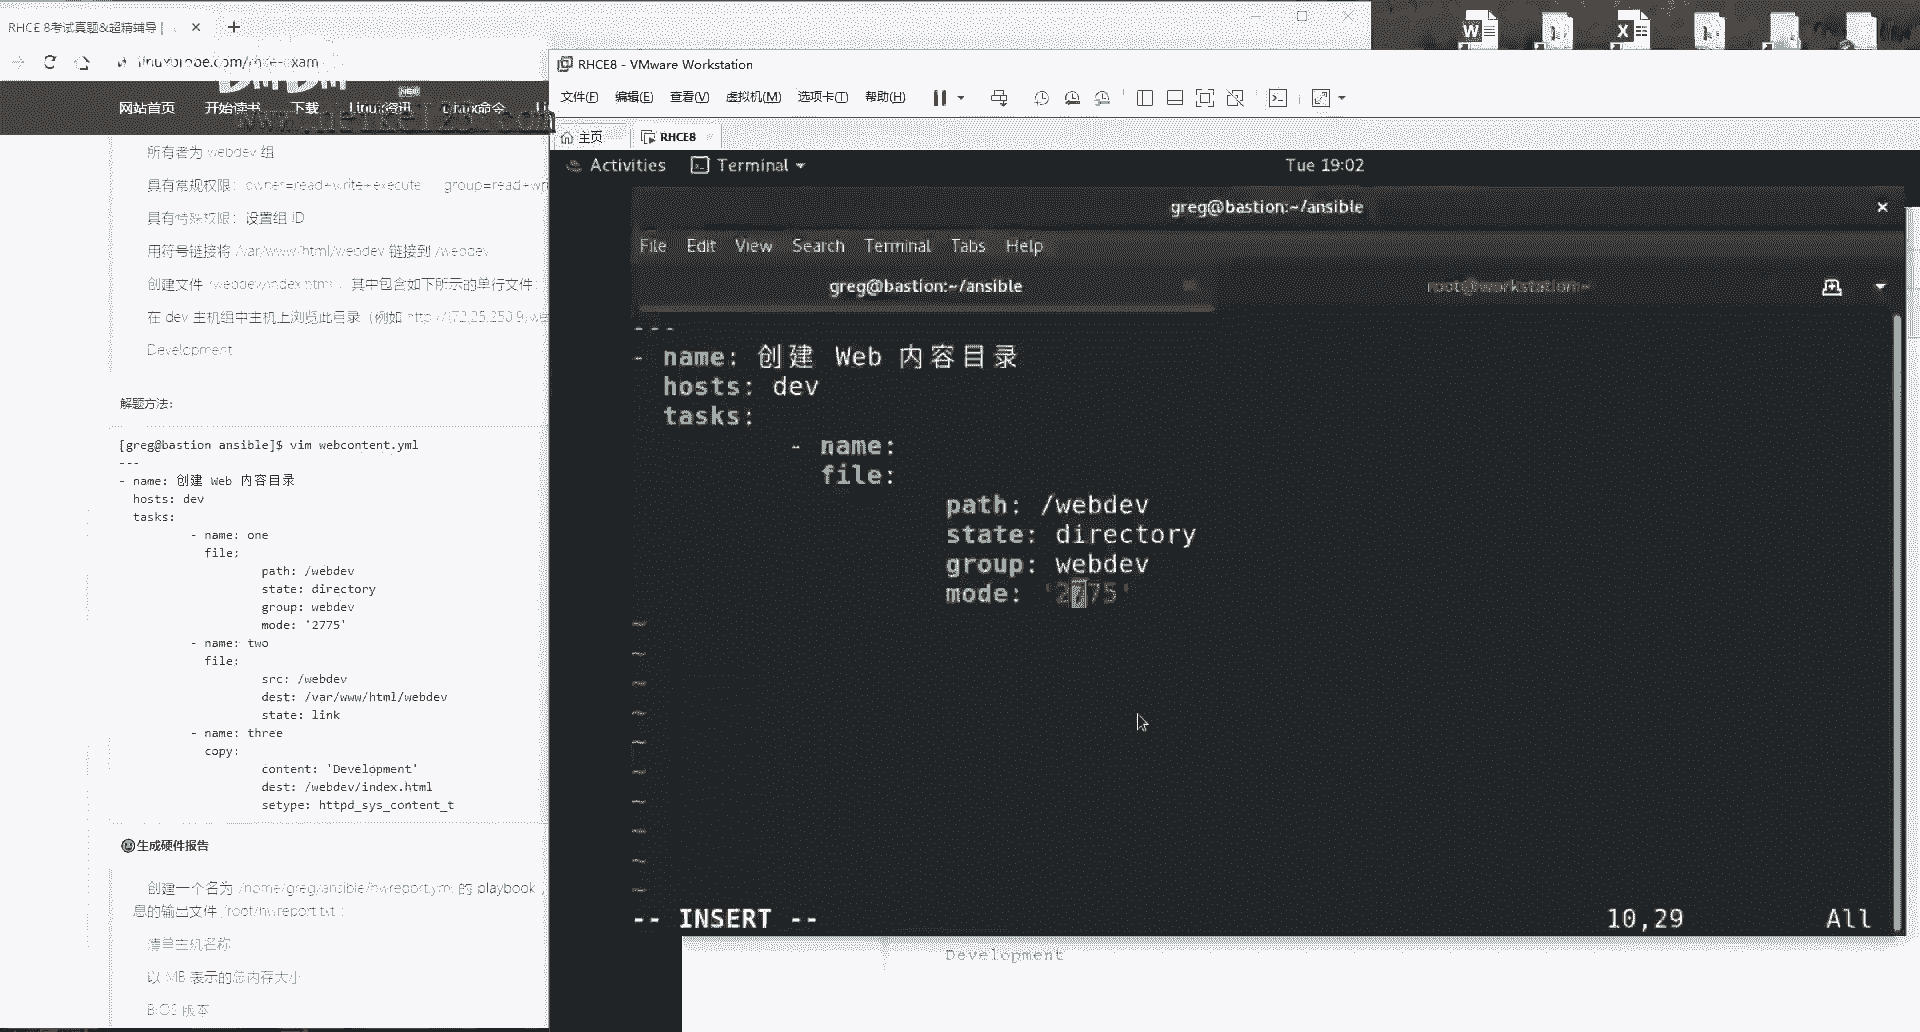 RHCE 8考试真题&超精辅导 |
RHCE8 - VMware Workstation
文件(F) 编辑(E) 查看(V) 虚拟机(M) 选项卡(T) 帮助(H)
主页 RHCE8
网站首页 开始读书 下载 Linux资讯 Linux命令
所有者为 webdev 组
具有常规权限：owner=read+write+execute
具有特殊权限：设置组 ID
用符号链接将 /var/www/html/webdev 链接到 /webdev
创建文件 /webdev/index.html ，其中包含如下所示的单行文件：
在 dev 主机组中主机上浏览此目录（例如 http://172.25.250.9/we
Development
解题方法:
[greg@bastion ansible]$ vim webcontent.yml
---
- name: 创建 Web 内容目录
hosts: dev
tasks:
- name: one
file:
path: /webdev
state: directory
group: webdev
mode: '2775'
- name: two
file:
src: /webdev
dest: /var/www/html/webdev
state: link
- name: three
copy:
content: 'Development'
dest: /webdev/index.html
setype: httpd_sys_content_t
生成硬件报告
创建一个名为 /home/greg/ansible/hwreport.yml 的 playbook ，
息的输出文件 /root/hwreport.txt ：
清单主机名称
以 MB 表示的总内存大小
BIOS 版本
Activities Terminal Tue 19:02
greg@bastion:~/ansible
File Edit View Search Terminal Tabs Help
greg@bastion:~/ansible root@workstation:~
---
- name: 创建 Web 内容目录
hosts: dev
tasks:
- name:
file:
path: /webdev
state: directory
group: webdev
mode: '2775'
~
~
~
~
~
~
~
~
~
~
-- INSERT -- 10,29 All
Development